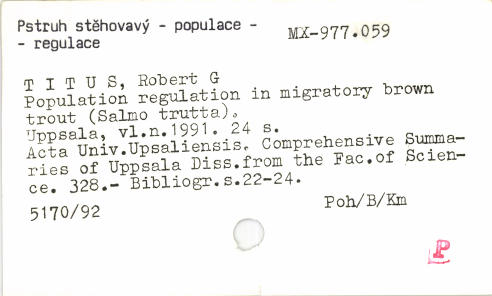 Pstruh stěhovavý - populace -
- regulace
MX-977.059
T I T U S, Robert G
Population regulation in migratory brown
trout (Salmo trutta).
Uppsala, vl.n.1991. 24 s.
Acta Univ.Upsaliensis. Comprehensive Summa-
ries of Uppsala Diss.from the Fac.of Scien-
ce. 328.- Bibliogr.s.22-24.
5170/92
Poh/B/Km
P